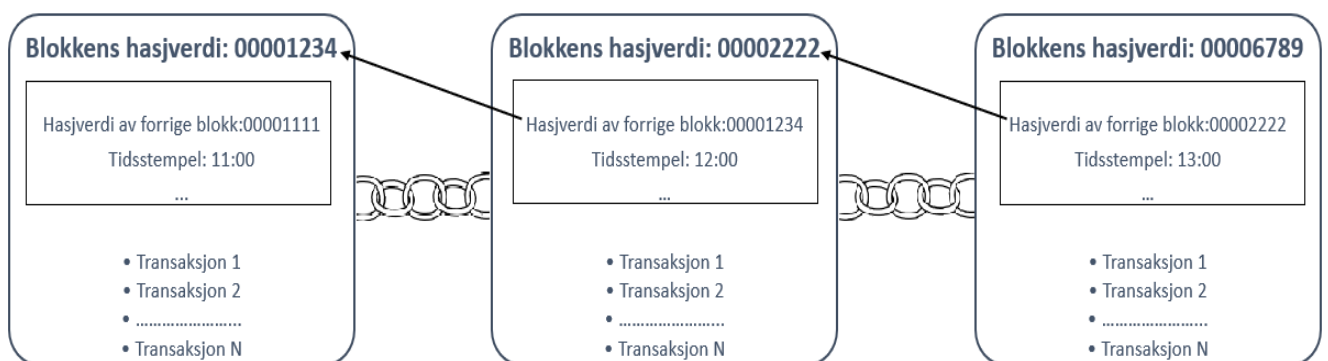 Blokkens hasjverdi: 00001234
Hasjverdi av forrige blokk:00001111
Tidsstempel: 11:00
...
• Transaksjon 1
• Transaksjon 2
• ........................
• Transaksjon N
Blokkens hasjverdi: 00002222
Hasjverdi av forrige blokk:00001234
Tidsstempel: 12:00
...
• Transaksjon 1
• Transaksjon 2
• ........................
• Transaksjon N
Blokkens hasjverdi: 00006789
Hasjverdi av forrige blokk:00002222
Tidsstempel: 13:00
...
• Transaksjon 1
• Transaksjon 2
• ........................
• Transaksjon N